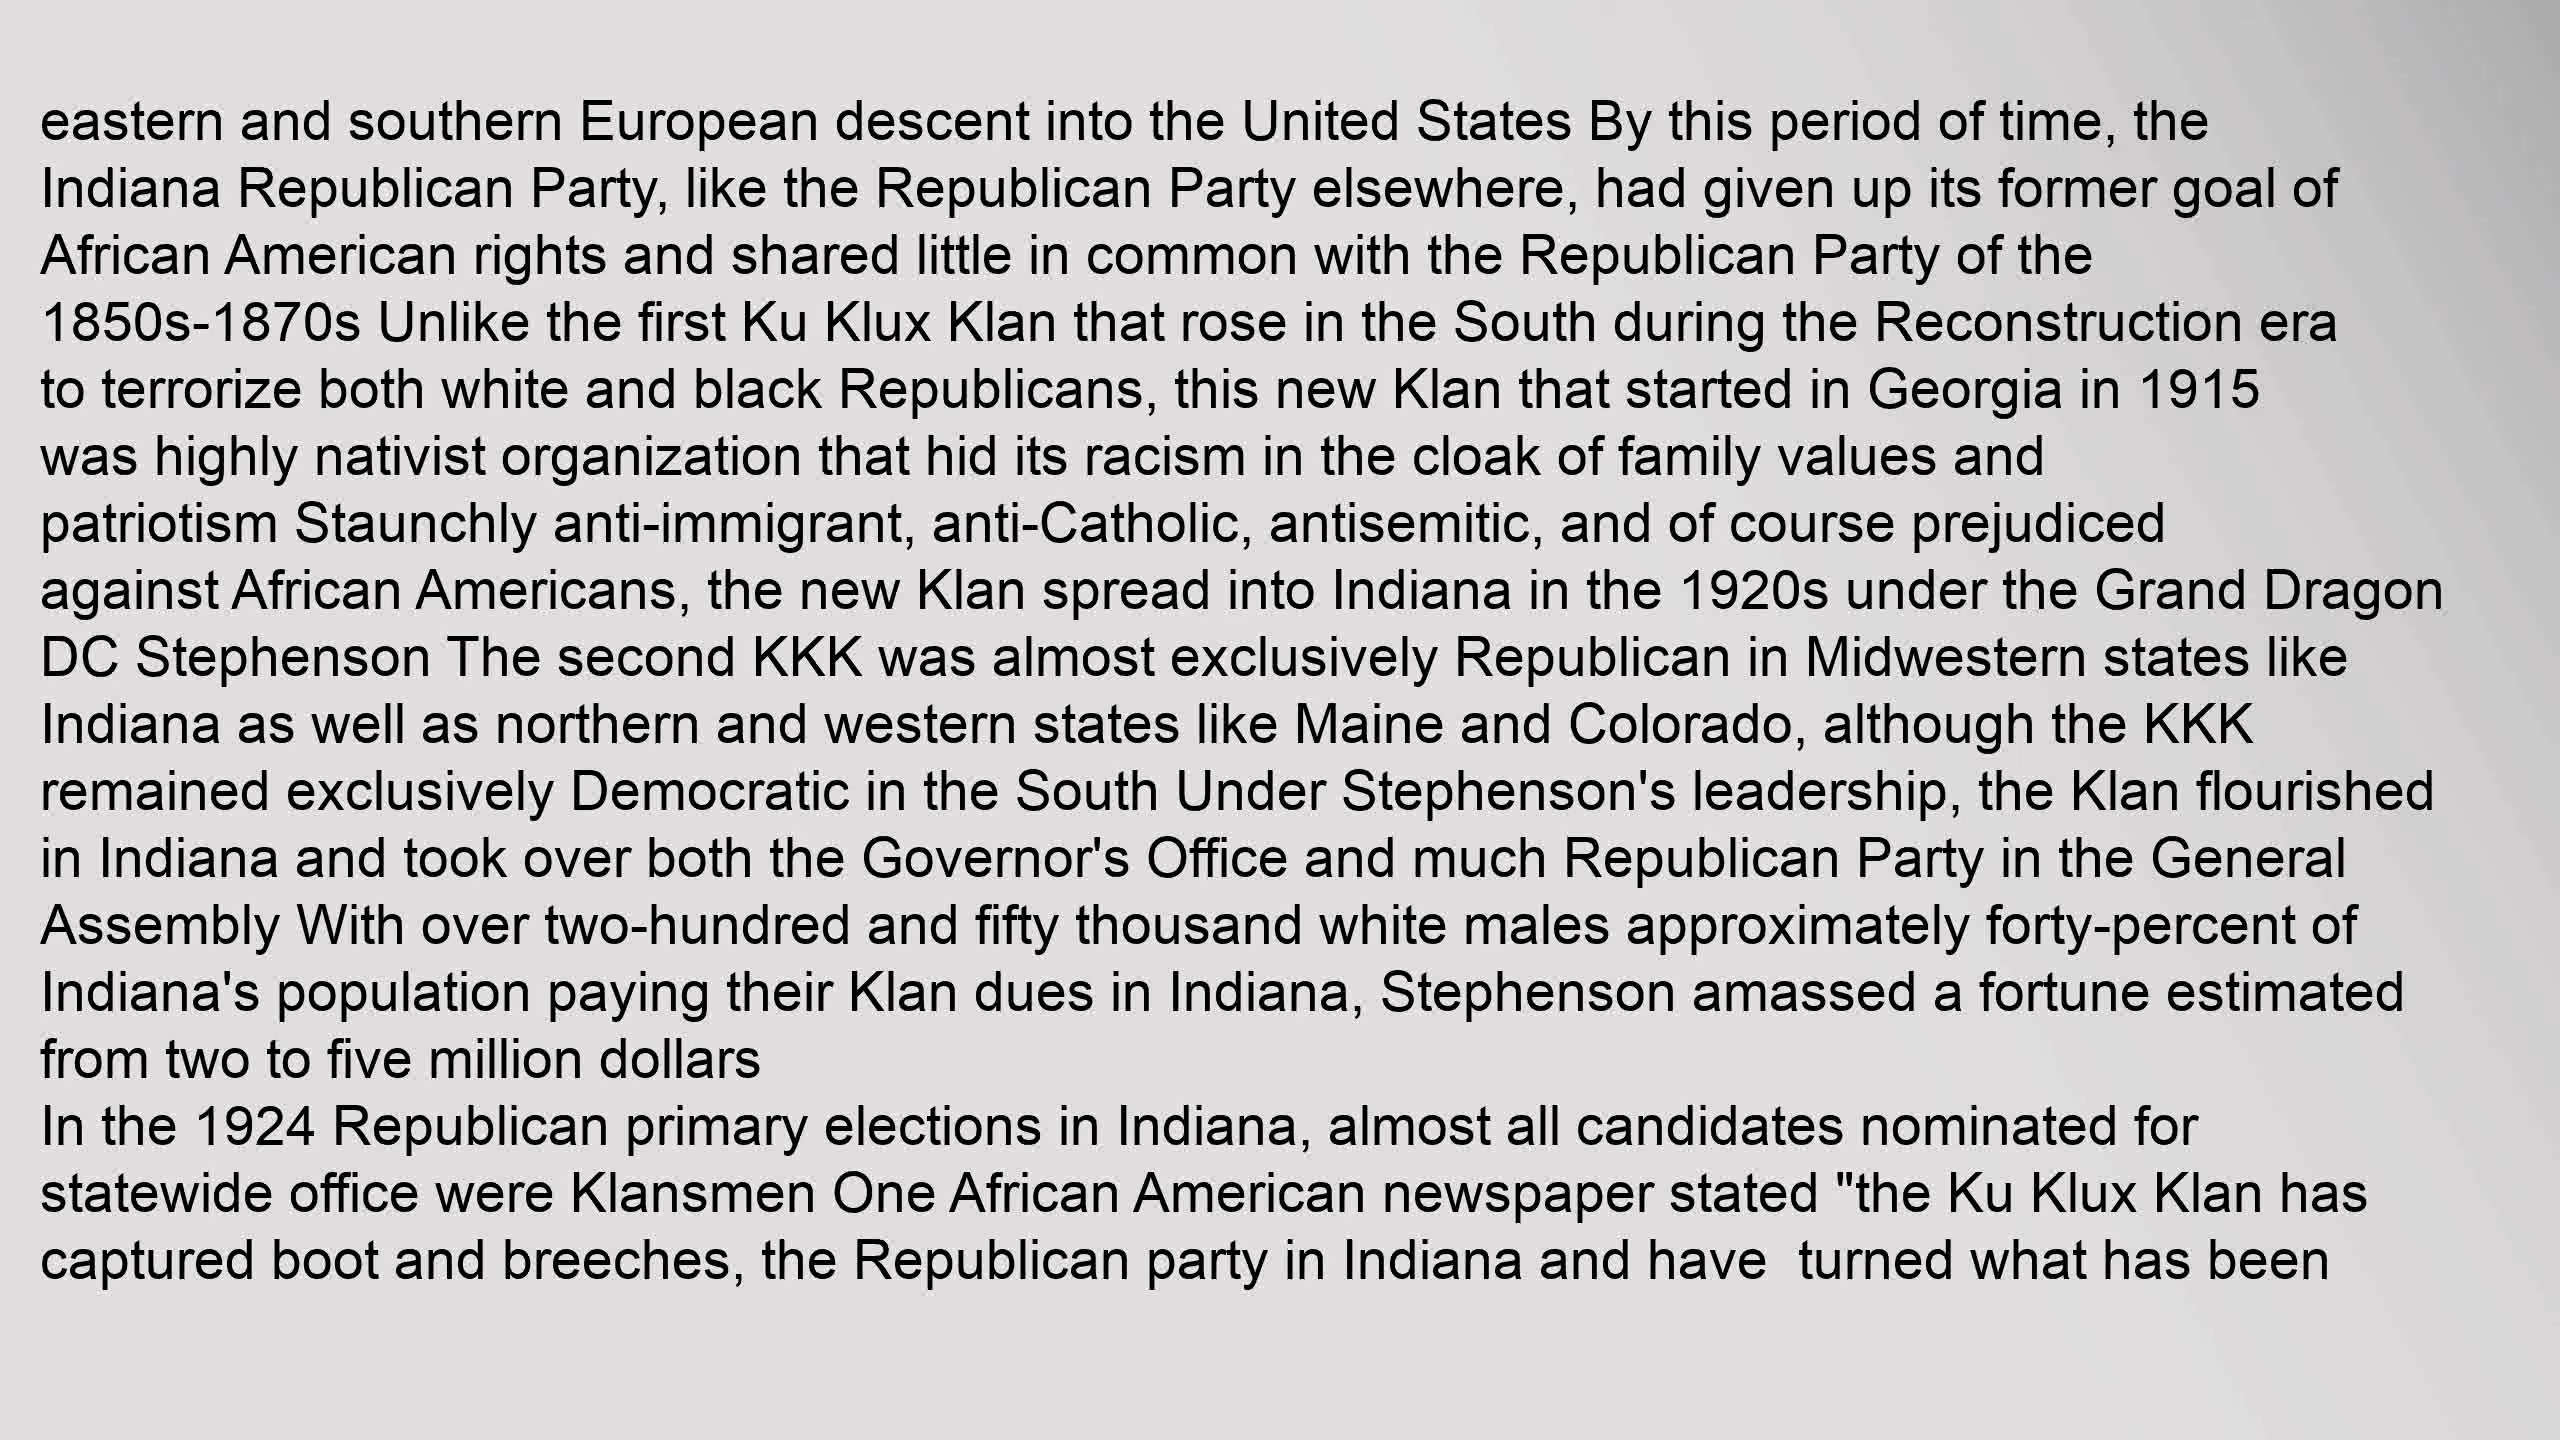 eastern and southern European descent into the United States By this period of time, the
Indiana Republican Party, like the Republican Party elsewhere, had given up its former goal of
African American rights and shared little in common with the Republican Party of the
1850s-1870s Unlike the first Ku Klux Klan that rose in the South during the Reconstruction era
to terrorize both white and black Republicans, this new Klan that started in Georgia in 1915
was highly nativist organization that hid its racism in the cloak of family values and
patriotism Staunchly anti-immigrant, anti-Catholic, antisemitic, and of course prejudiced
against African Americans, the new Klan spread into Indiana in the 1920s under the Grand Dragon
DC Stephenson The second KKK was almost exclusively Republican in Midwestern states like
Indiana as well as northern and western states like Maine and Colorado, although the KKK
remained exclusively Democratic in the South Under Stephenson's leadership, the Klan flourished
in Indiana and took over both the Governor's Office and much Republican Party in the General
Assembly With over two-hundred and fifty thousand white males approximately forty-percent of
Indiana's population paying their Klan dues in Indiana, Stephenson amassed a fortune estimated
from two to five million dollars
In the 1924 Republican primary elections in Indiana, almost all candidates nominated for
statewide office were Klansmen One African American newspaper stated "the Ku Klux Klan has
captured boot and breeches, the Republican party in Indiana and have  turned what has been